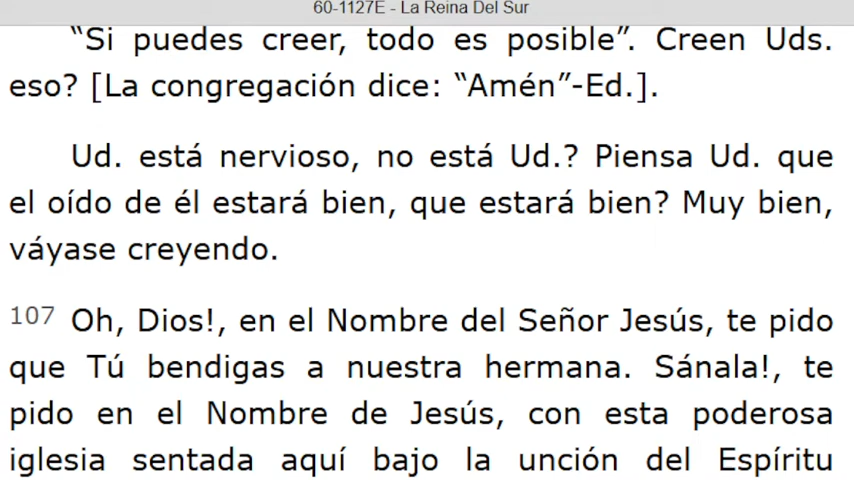 60-1127E - La Reina Del Sur
“Si puedes creer, todo es posible”. Creen Uds.
eso? [La congregación dice: “Amén”-Ed.].
Ud. está nervioso, no está Ud.? Piensa Ud. que
el oído de él estará bien, que estará bien? Muy bien,
váyase creyendo.
107 Oh, Dios!, en el Nombre del Señor Jesús, te pido
que Tú bendigas a nuestra hermana. Sánala!, te
pido en el Nombre de Jesús, con esta poderosa
iglesia sentada aquí bajo la unción del Espíritu